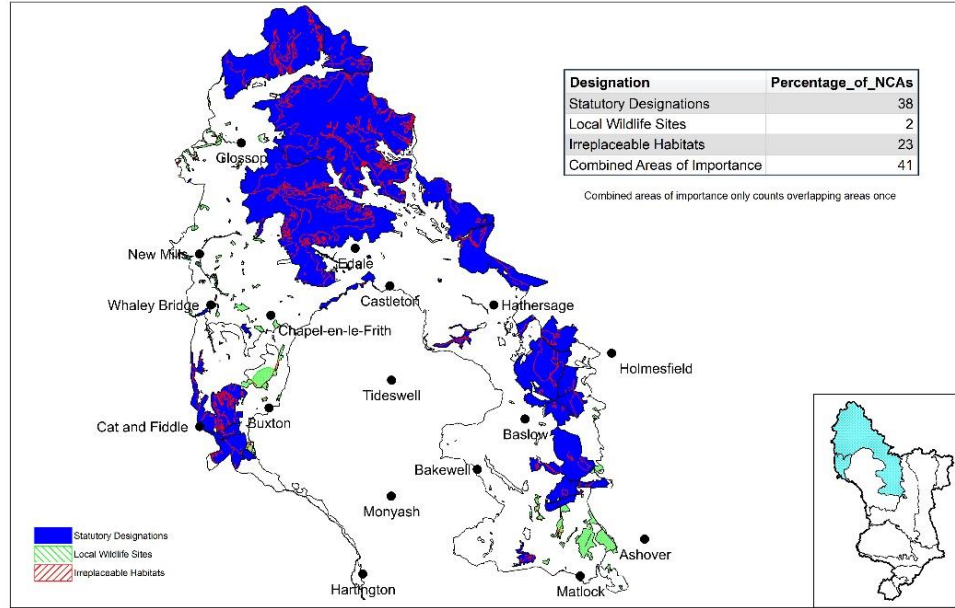 Designation Percentage_of_NCAs
Statutory Designations 38
Local Wildlife Sites 2
Irreplaceable Habitats 23
Combined Areas of Importance 41
Combined areas of importance only counts overlapping areas once
Glossop
New Mills
Edale
Castleton
Whaley Bridge
Hathersage
Chapel-en-le-Frith
Holmesfield
Tideswell
Buxton
Cat and Fiddle
Baslow
Bakewell
Monyash
Statutory Designations
Local Wildlife Sites
Irreplaceable Habitats
Ashover
Hartington
Matlock